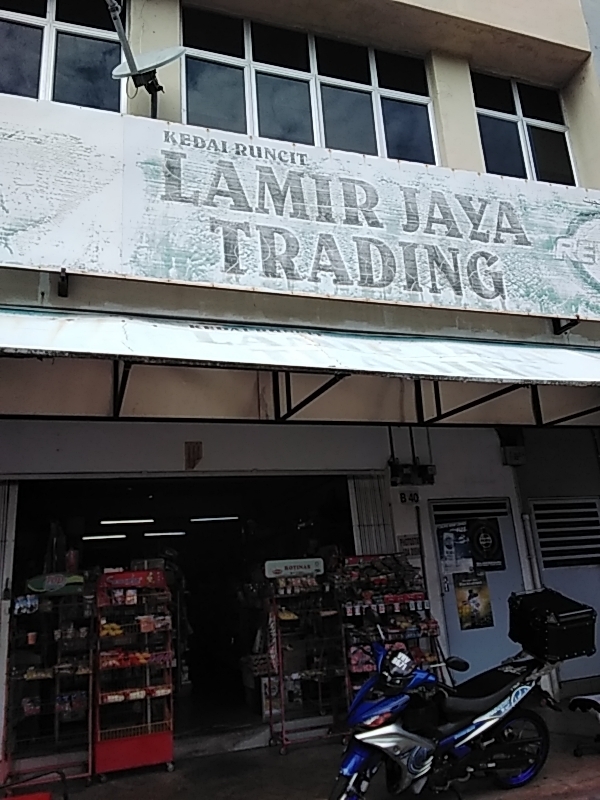 KEDAI RUNCIT
LAMIR JAYA
TRADING
B 40